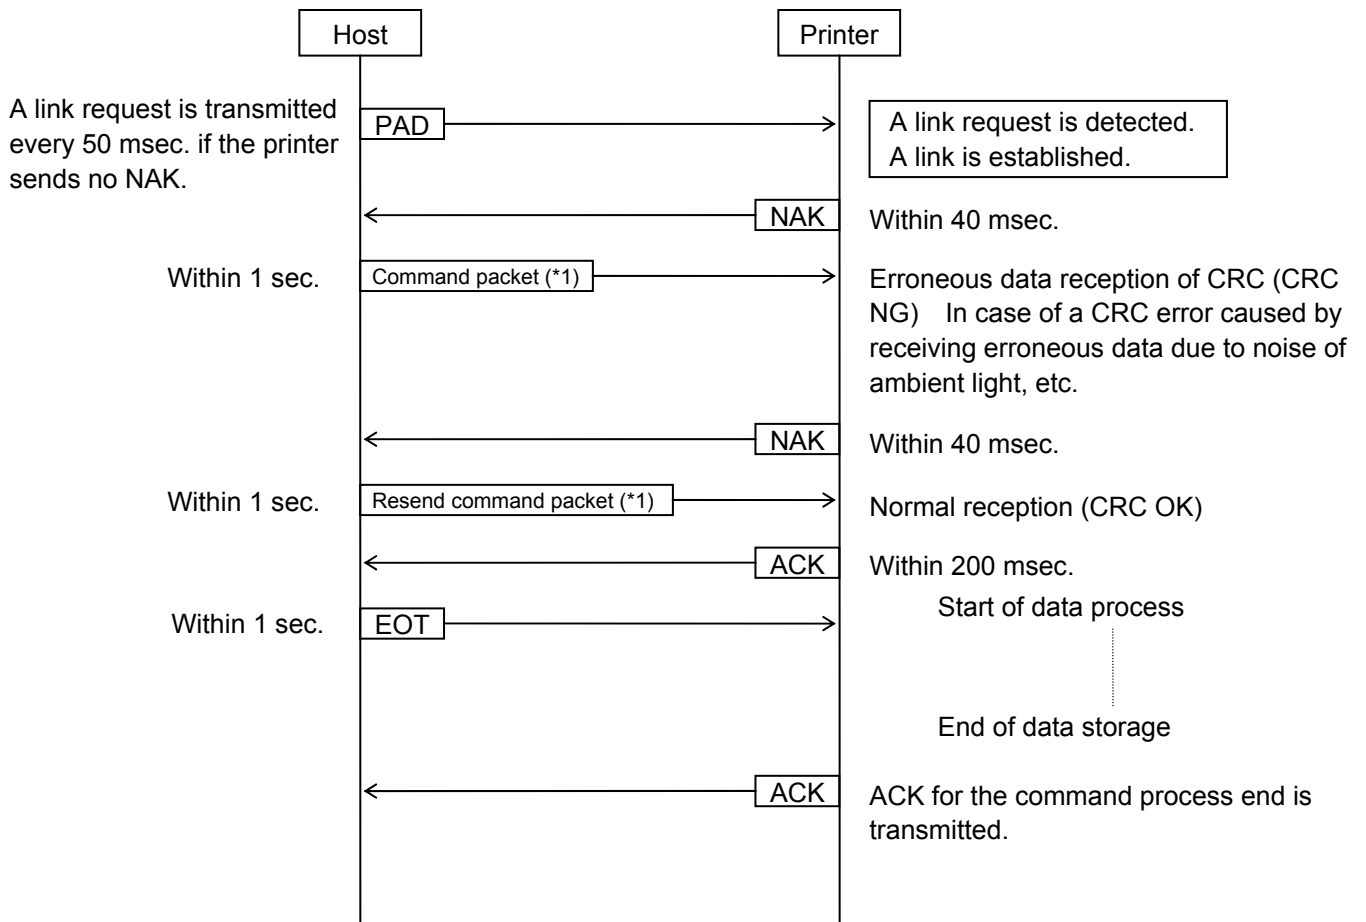 Host
Printer
A link request is transmitted
every 50 msec. if the printer
sends no NAK.
PAD
A link request is detected.
A link is established.
NAK
Within 40 msec.
Within 1 sec.
Command packet (*1)
Erroneous data reception of CRC (CRC
NG) In case of a CRC error caused by
receiving erroneous data due to noise of
ambient light, etc.
NAK
Within 40 msec.
Within 1 sec.
Resend command packet (*1)
Normal reception (CRC OK)
ACK
Within 200 msec.
Start of data process
Within 1 sec.
EOT
End of data storage
ACK
ACK for the command process end is
transmitted.